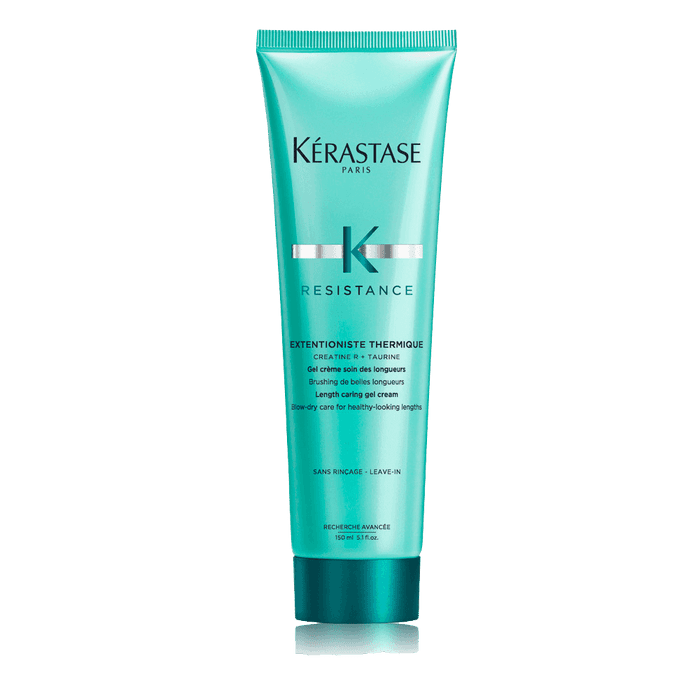 KÉRASTASE
PARIS
K
RESISTANCE
EXTENTIONISTE THERMIQUE
CREATINE R + TAURINE
Gel crème soin des longueurs
Brushing de belles longueurs
Length caring gel cream
Blow-dry care for healthy-looking lengths
SANS RINCAGE - LEAVE-IN
RECHERCHE AVANCÉE
150 ml 5.1 fl.oz.